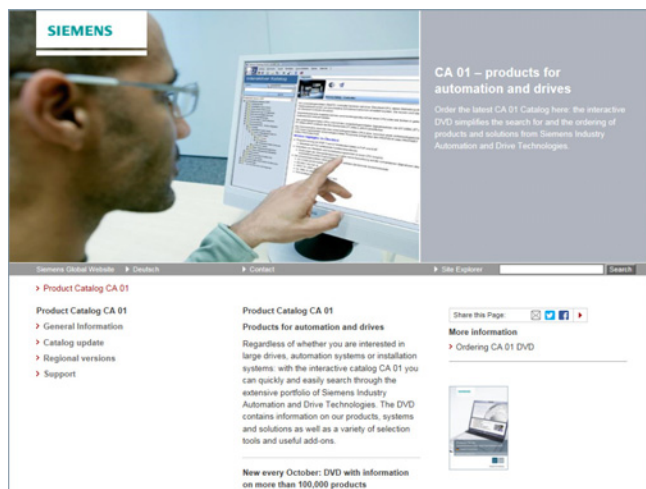 SIEMENS
CA 01 – products for
automation and drives
Order the latest CA 01 Catalog here: the interactive
DVD simplifies the search for and the ordering of
products and solutions from Siemens Industry
Automation and Drive Technologies.
Siemens Global Website Deutsch Contact Site Explorer Search
Product Catalog CA 01
Product Catalog CA 01
General Information
Catalog update
Regional versions
Support
Product Catalog CA 01
Products for automation and drives
Regardless of whether you are interested in
large drives, automation systems or installation
systems: with the interactive catalog CA 01 you
can quickly and easily search through the
extensive portfolio of Siemens Industry
Automation and Drive Technologies. The DVD
contains information on our products, systems
and solutions as well as a variety of selection
tools and useful add-ons.
New every October: DVD with information
on more than 100,000 products
Share this Page:
More information
Ordering CA 01 DVD